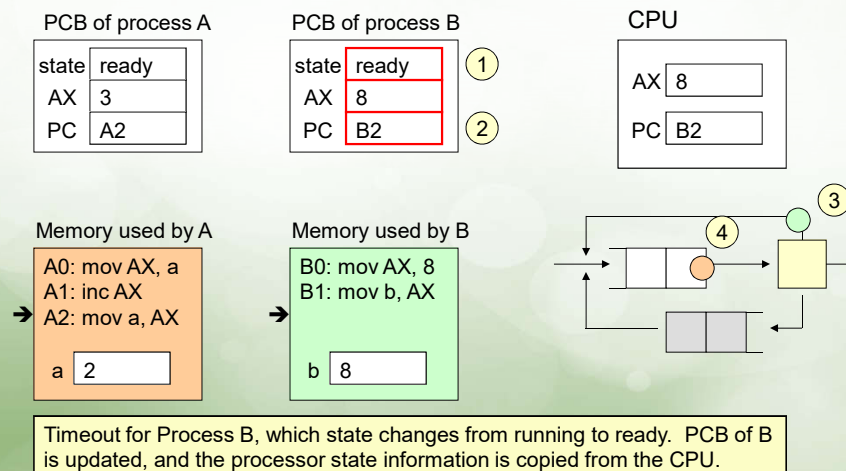 PCB of process A
state ready
AX 3
PC A2
PCB of process B
state ready 1
AX 8
PC B2 2
CPU
AX 8
PC B2
Memory used by A
A0: mov AX, a
A1: inc AX
A2: mov a, AX
a 2
Memory used by B
B0: mov AX, 8
B1: mov b, AX
b 8
3
4
Timeout for Process B, which state changes from running to ready. PCB of B
is updated, and the processor state information is copied from the CPU.